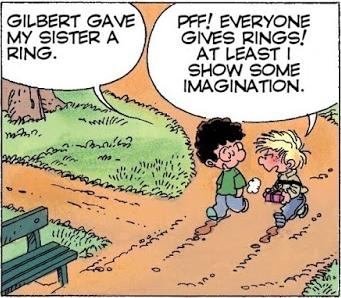 GILBERT GAVE
MY SISTER A
RING.
PFF! EVERYONE
GIVES RINGS!
AT LEAST I
SHOW SOME
IMAGINATION.